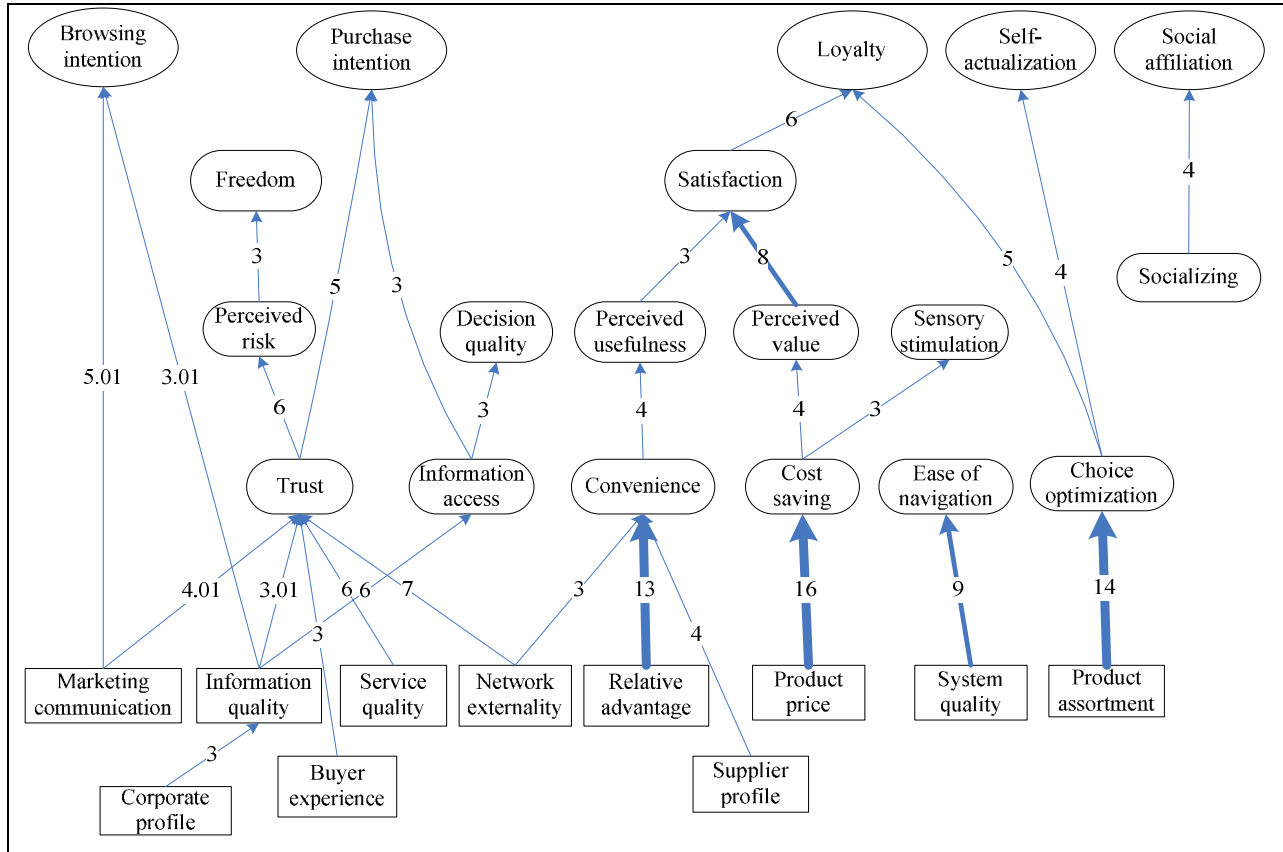 Browsing
intention
Purchase
intention
Loyalty
Self-
actualization
Social
affiliation
6
Freedom
Satisfaction
4
3
3
8
5
4
Socializing
5
3
Perceived
risk
Decision
quality
Perceived
usefulness
Perceived
value
Sensory
stimulation
5.01
3.01
6
3
4
4
3
Trust
Information
access
Convenience
Cost
saving
Ease of
navigation
Choice
optimization
4.01
3.01
6
6
7
3
13
16
9
14
3
4
Marketing
communication
Information
quality
Service
quality
Network
externality
Relative
advantage
Product
price
System
quality
Product
assortment
3
Corporate
profile
Buyer
experience
Supplier
profile